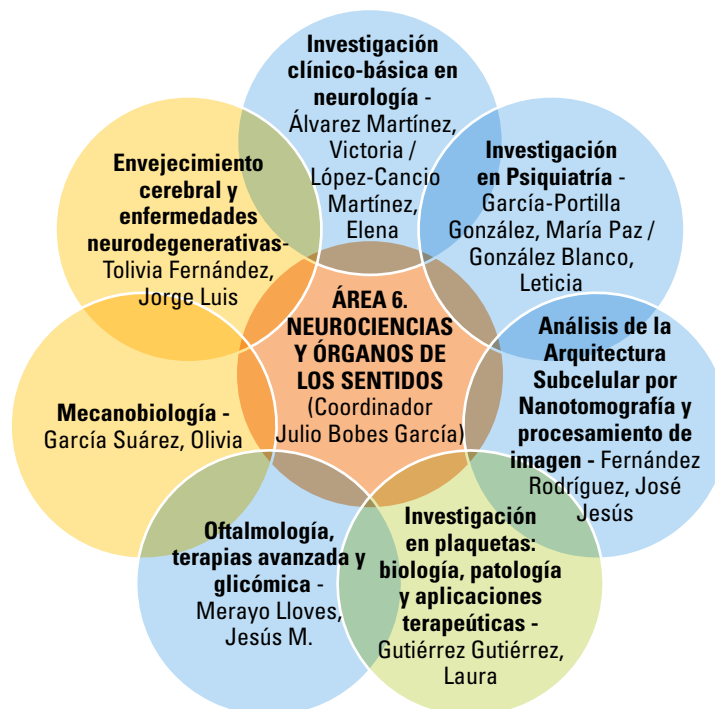 Investigación
clínico-básica en
neurología -
Álvarez Martínez,
Victoria /
López-Cancio
Martínez,
Elena
Investigación
en Psiquiatría -
García-Portilla
González, María Paz /
González Blanco,
Leticia
Envejecimiento
cerebral y
enfermedades
neurodegenerativas-
Tolivia Fernández,
Jorge Luis
ÁREA 6.
NEUROCIENCIAS
Y ÓRGANOS DE
LOS SENTIDOS
(Coordinador
Julio Bobes García)
Análisis de la
Arquitectura
Subcelular por
Nanotomografía y
procesamiento de
imagen - Fernández
Rodríguez, José
Jesús
Mecanobiología -
García Suárez, Olivia
Oftalmología,
terapias avanzada y
glicómica -
Merayo Lloves,
Jesús M.
Investigación
en plaquetas:
biología, patología
y aplicaciones
terapeúticas -
Gutiérrez Gutiérrez,
Laura